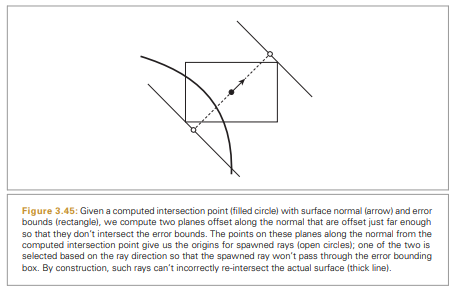 Figure 3.45: Given a computed intersection point (filled circle) with surface normal (arrow) and error
bounds (rectangle), we compute two planes offset along the normal that are offset just far enough
so that they don't intersect the error bounds. The points on these planes along the normal from the
computed intersection point give us the origins for spawned rays (open circles); one of the two is
selected based on the ray direction so that the spawned ray won't pass through the error bounding
box. By construction, such rays can't incorrectly re-intersect the actual surface (thick line).